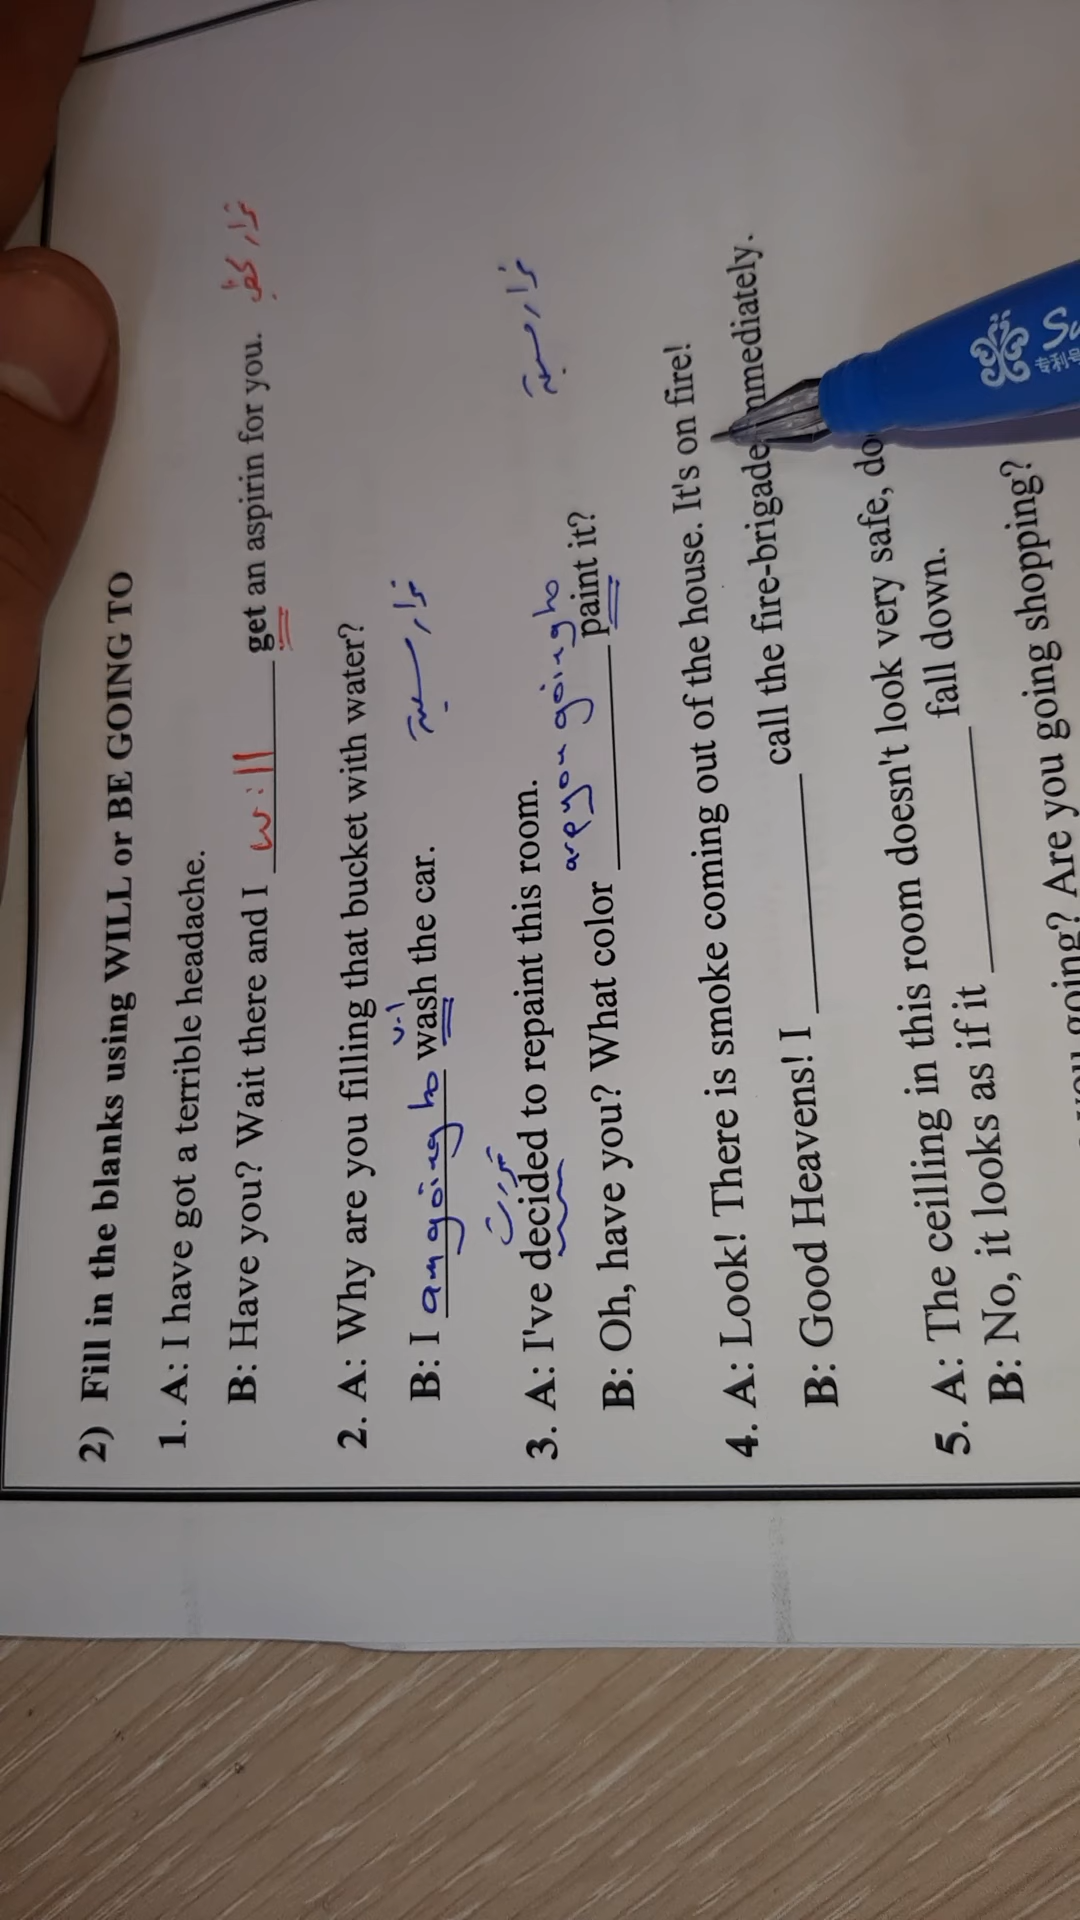 2) Fill in the blanks using WILL or BE GOING TO
1. A: I have got a terrible headache.
B: Have you? Wait there and I will get an aspirin for you. قرار
2. A: Why are you filling that bucket with water?
B: I am going to wash the car. v.1
3. A: I've decided to repaint this room.
B: Oh, have you? What color are you going to paint it?
4. A: Look! There is smoke coming out of the house. It's on fire!
B: Good Heavens! I call the fire-brigade immediately.
5. A: The ceilling in this room doesn't look very safe, do
B: No, it looks as if it fall down.
going? Are you going shopping?
专利号